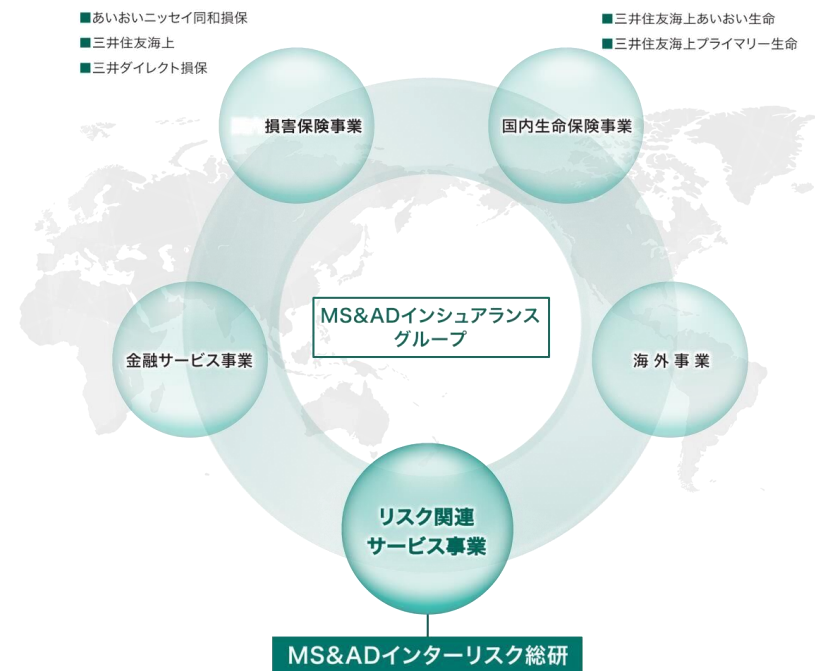 ■あいおいニッセイ同和損保
■三井住友海上
■三井ダイレクト損保
■三井住友海上あいおい生命
■三井住友海上プライマリー生命
損害保険事業
国内生命保険事業
MS&ADインシュアランス
グループ
金融サービス事業
海外事業
リスク関連
サービス事業
MS&ADインターリスク総研